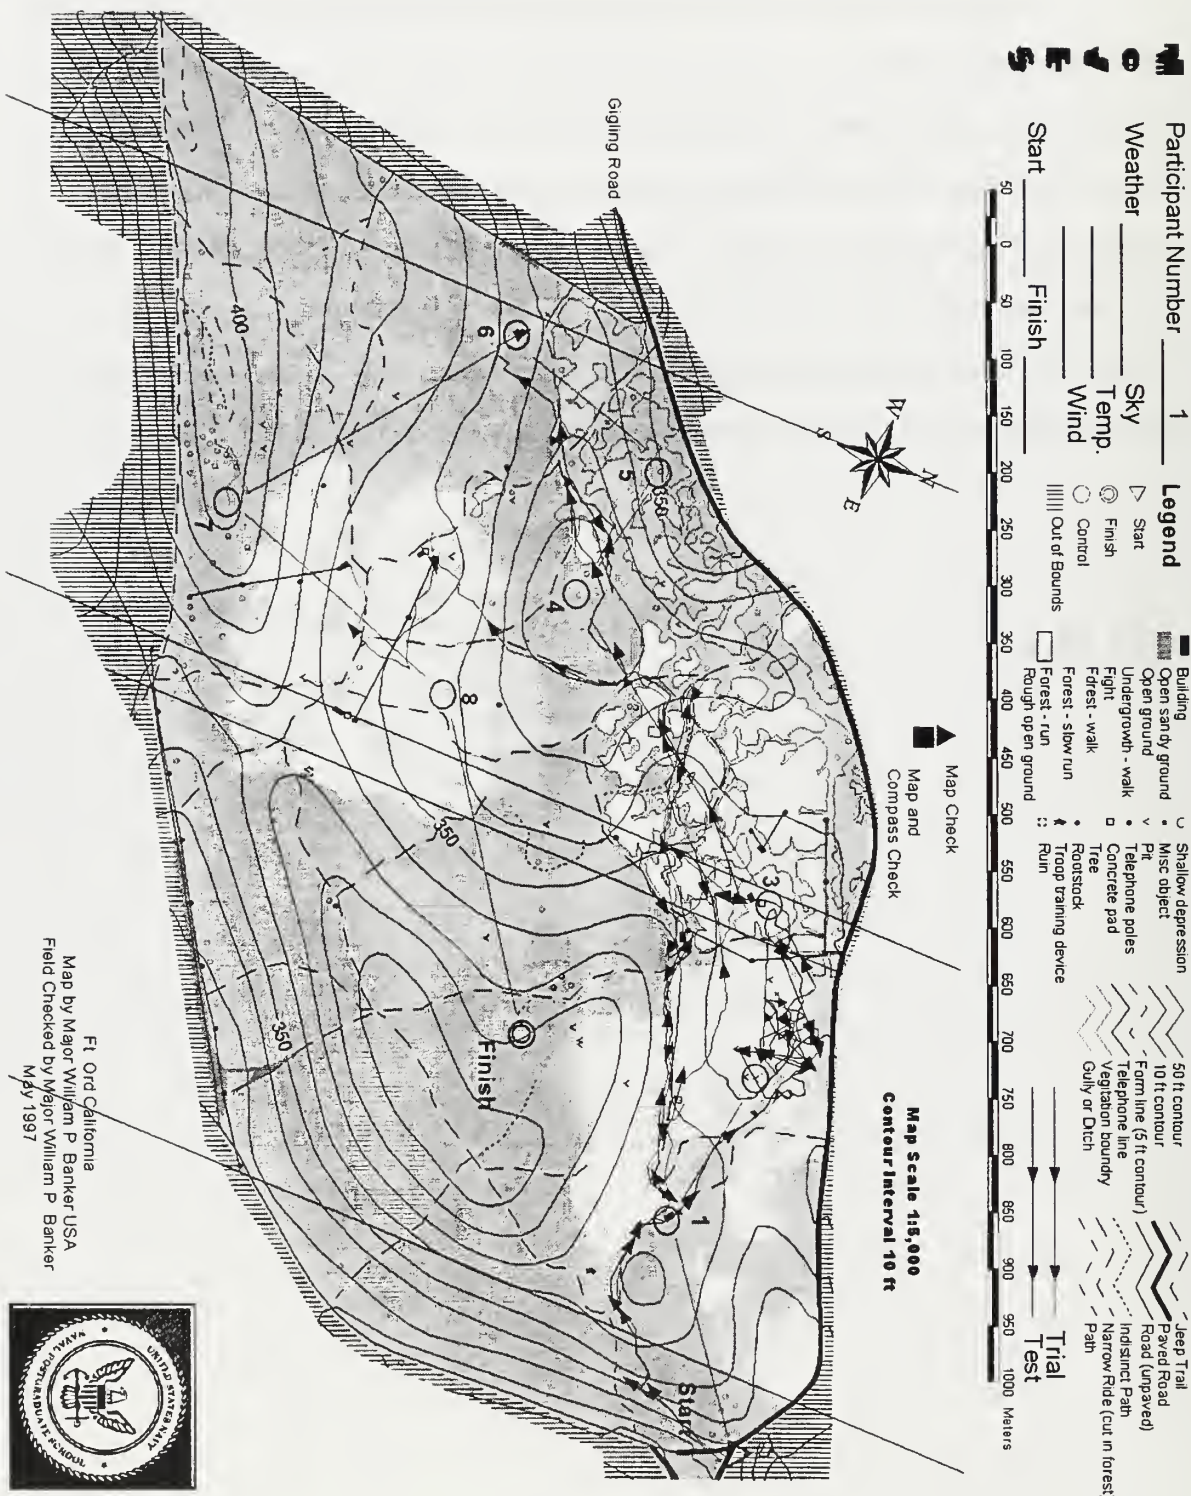 MOVES
Participant Number 1
Weather
Sky
Temp.
Wind
Start Finish
Legend
Start
Finish
Control
Out of Bounds
Building
Open sandy ground
Open ground
Undergrowth - walk
Fight
Forest - walk
Forest - slow run
Forest - run
Rough open ground
Shallow depression
Misc object
Pit
Telephone poles
Concrete pad
Tree
Rootstock
Troop training device
Run
50 ft contour
10 ft contour
Form line (5 ft contour)
Telephone line
Vegitation boundry
Gully or Ditch
Jeep Trail
Paved Road
Road (unpaved)
Indistinct Path
Narrow Ride (cut in forest
Path
Trial
Test
50 0 50 100 150 200 250 300 350 400 450 500 550 600 650 700 750 800 850 900 950 1000 Meters
N
W
S
E
Map Check
Map and
Compass Check
Map Scale 1:5,000
Contour Interval 10 ft
Gigling Road
Start
1
2
3
4
5
6
7
8
Finish
350
350
350
400
Ft Ord California
Map by Major William P Banker USA
Field Checked by Major William P Banker
May 1997
UNITED STATES NAVY
NAVAL POSTGRADUATE SCHOOL